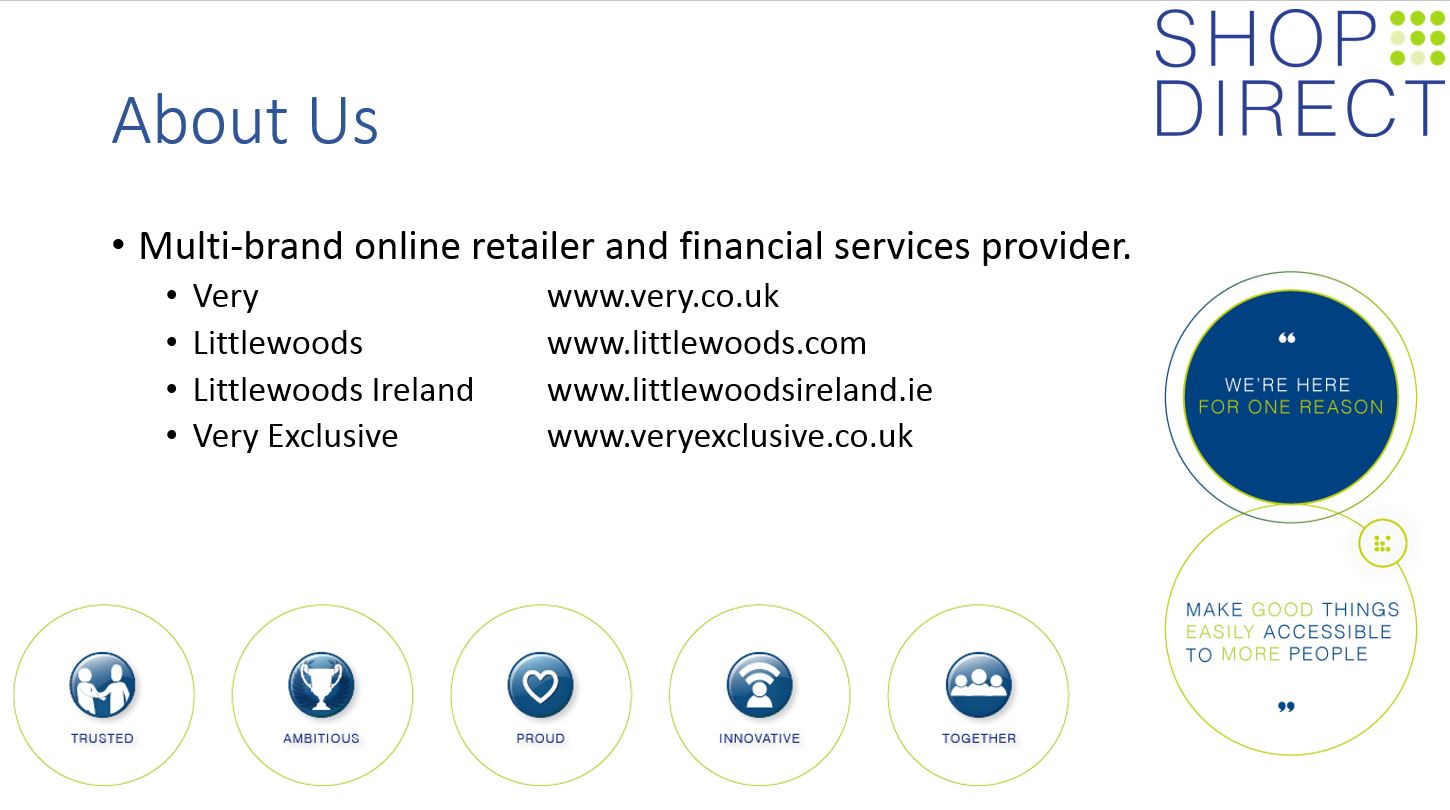 SHOP
DIRECT
About Us
• Multi-brand online retailer and financial services provider.
• Very www.very.co.uk
• Littlewoods www.littlewoods.com
• Littlewoods Ireland www.littlewoodsireland.ie
• Very Exclusive www.veryexclusive.co.uk
“
WE'RE HERE
FOR ONE REASON
MAKE GOOD THINGS
EASILY ACCESSIBLE
TO MORE PEOPLE
”
TRUSTED
AMBITIOUS
PROUD
INNOVATIVE
TOGETHER